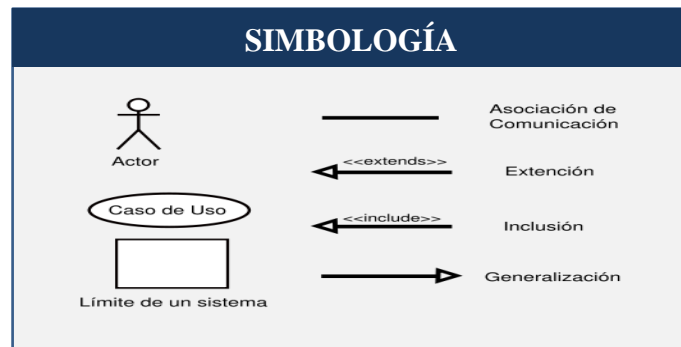 SIMBOLOGÍA
Actor
Asociación de
Comunicación
<<extends>>
Extención
Caso de Uso
<<include>>
Inclusión
Límite de un sistema
Generalización